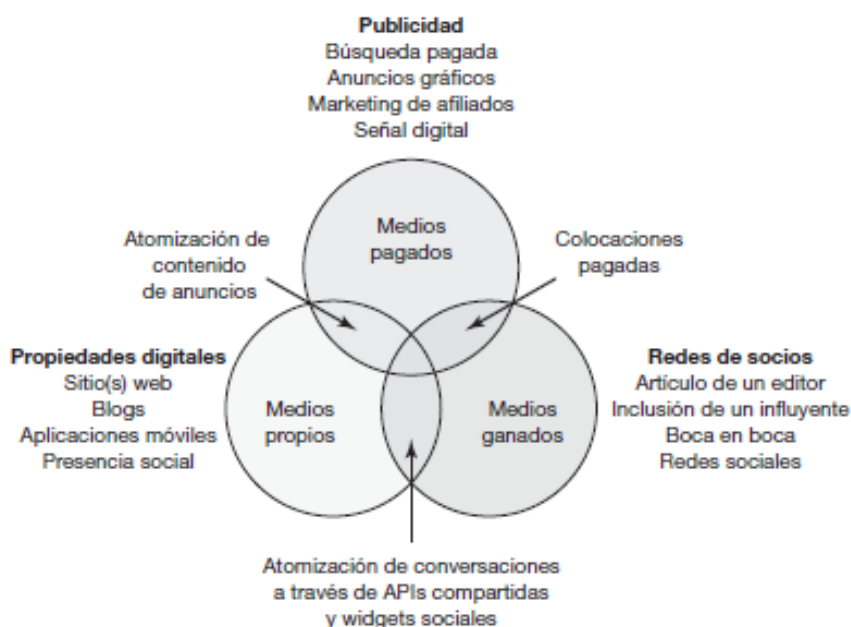 Publicidad
Búsqueda pagada
Anuncios gráficos
Marketing de afiliados
Señal digital
Medios
pagados
Atomización de
contenido
de anuncios
Colocaciones
pagadas
Propiedades digitales
Sitio(s) web
Blogs
Aplicaciones móviles
Presencia social
Medios
propios
Medios
ganados
Redes de socios
Artículo de un editor
Inclusión de un influyente
Boca en boca
Redes sociales
Atomización de conversaciones
a través de APIs compartidas
y widgets sociales